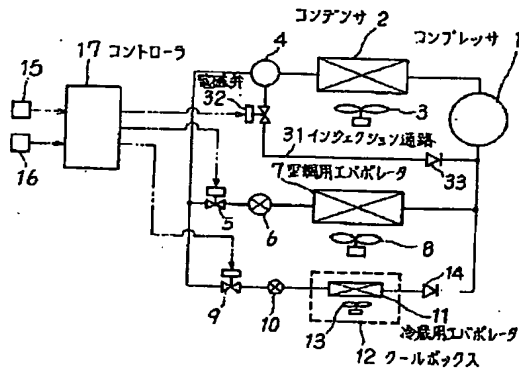 コンデンサ
2
コンプレッサ
1
17 コントローラ
4
15
電磁弁
32
3
16
31 インジェクション通路
33
7 空調用エバポレータ
5
6
8
14
9
10
11
13
冷蔵用エバポレータ
12 クールボックス